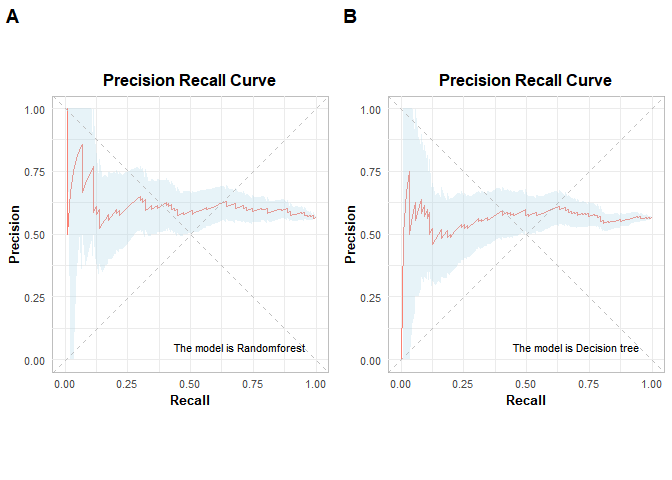 A
Precision Recall Curve
Precision
1.00
0.75
0.50
0.25
0.00
The model is Randomforest
0.00 0.25 0.50 0.75 1.00
Recall
B
Precision Recall Curve
Precision
1.00
0.75
0.50
0.25
0.00
The model is Decision tree
0.00 0.25 0.50 0.75 1.00
Recall